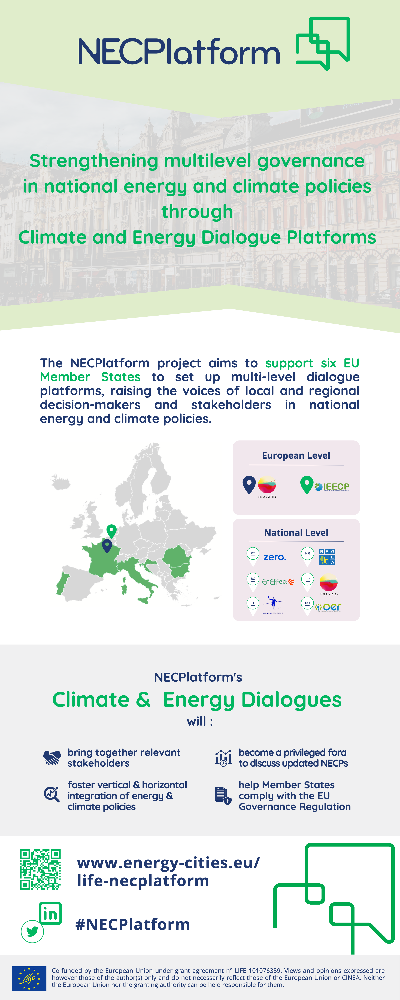 NECPlatform
Strengthening multilevel governance
in national energy and climate policies
through
Climate and Energy Dialogue Platforms
The NECPlatform project aims to support six EU
Member States to set up multi-level dialogue
platforms, raising the voices of local and regional
decision-makers and stakeholders in national
energy and climate policies.
European Level
ENERGYCITIES
IEECP
National Level
PT
zero.
HR
REG
E
A
BG
EnEffect
FR
ENERGYCITIES
IT
AGENDE 21 LOCALI ITALIANE
RO
oer
NECPlatform's
Climate & Energy Dialogues
will :
bring together relevant
stakeholders
become a privileged fora
to discuss updated NECPs
foster vertical & horizontal
integration of energy &
climate policies
help Member States
comply with the EU
Governance Regulation
www.energy-cities.eu/
life-necplatform
in
#NECPlatform
Life
Co-funded by the European Union under grant agreement n° LIFE 101076359. Views and opinions expressed are
however those of the author(s) only and do not necessarily reflect those of the European Union or CINEA. Neither
the European Union nor the granting authority can be held responsible for them.